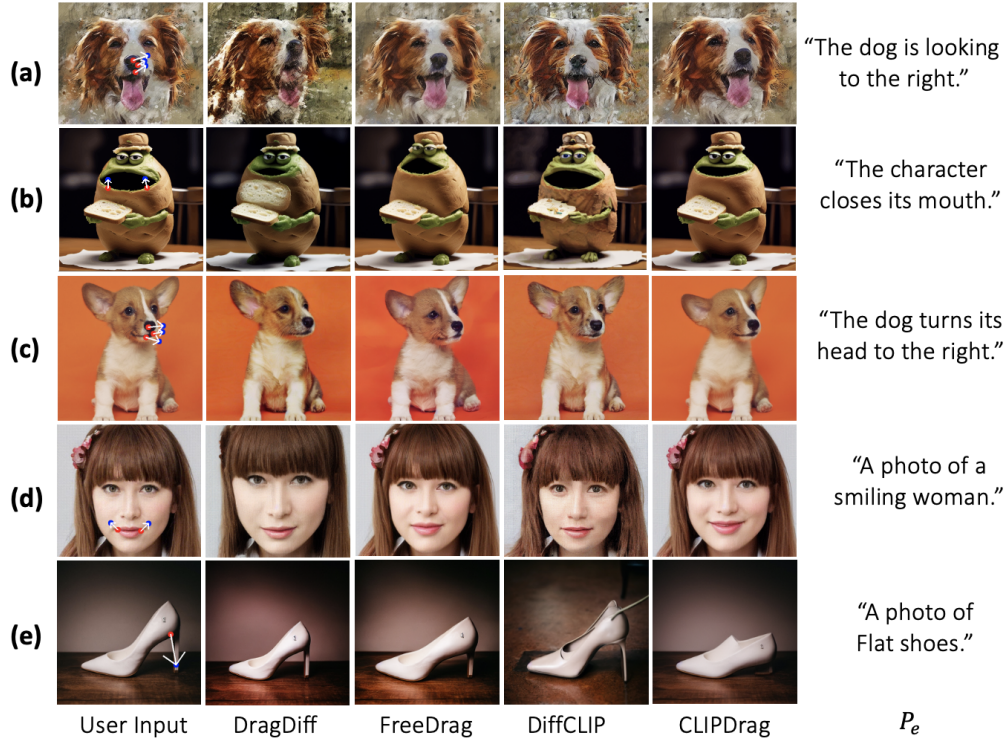 (a)
“The dog is looking
to the right.”
(b)
“The character
closes its mouth.”
(c)
“The dog turns its
head to the right.”
(d)
“A photo of a
smiling woman.”
(e)
“A photo of
Flat shoes.”
User Input
DragDiff
FreeDrag
DiffCLIP
CLIPDrag
Pₑ